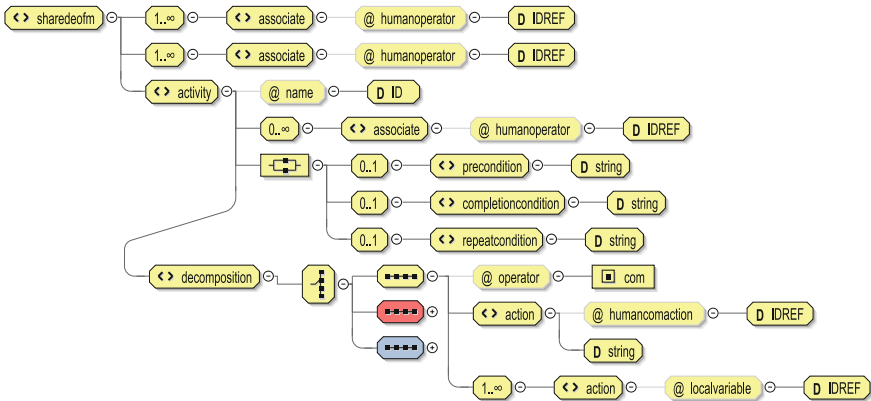 <> sharedeofm 1..∞ <> associate @ humanoperator D IDREF
1..∞ <> associate @ humanoperator D IDREF
<> activity @ name D ID
0..∞ <> associate @ humanoperator D IDREF
0..1 <> precondition D string
0..1 <> completioncondition D string
0..1 <> repeatcondition D string
<> decomposition @ operator com
<> action @ humancomaction D IDREF
D string
1..∞ <> action @ localvariable D IDREF